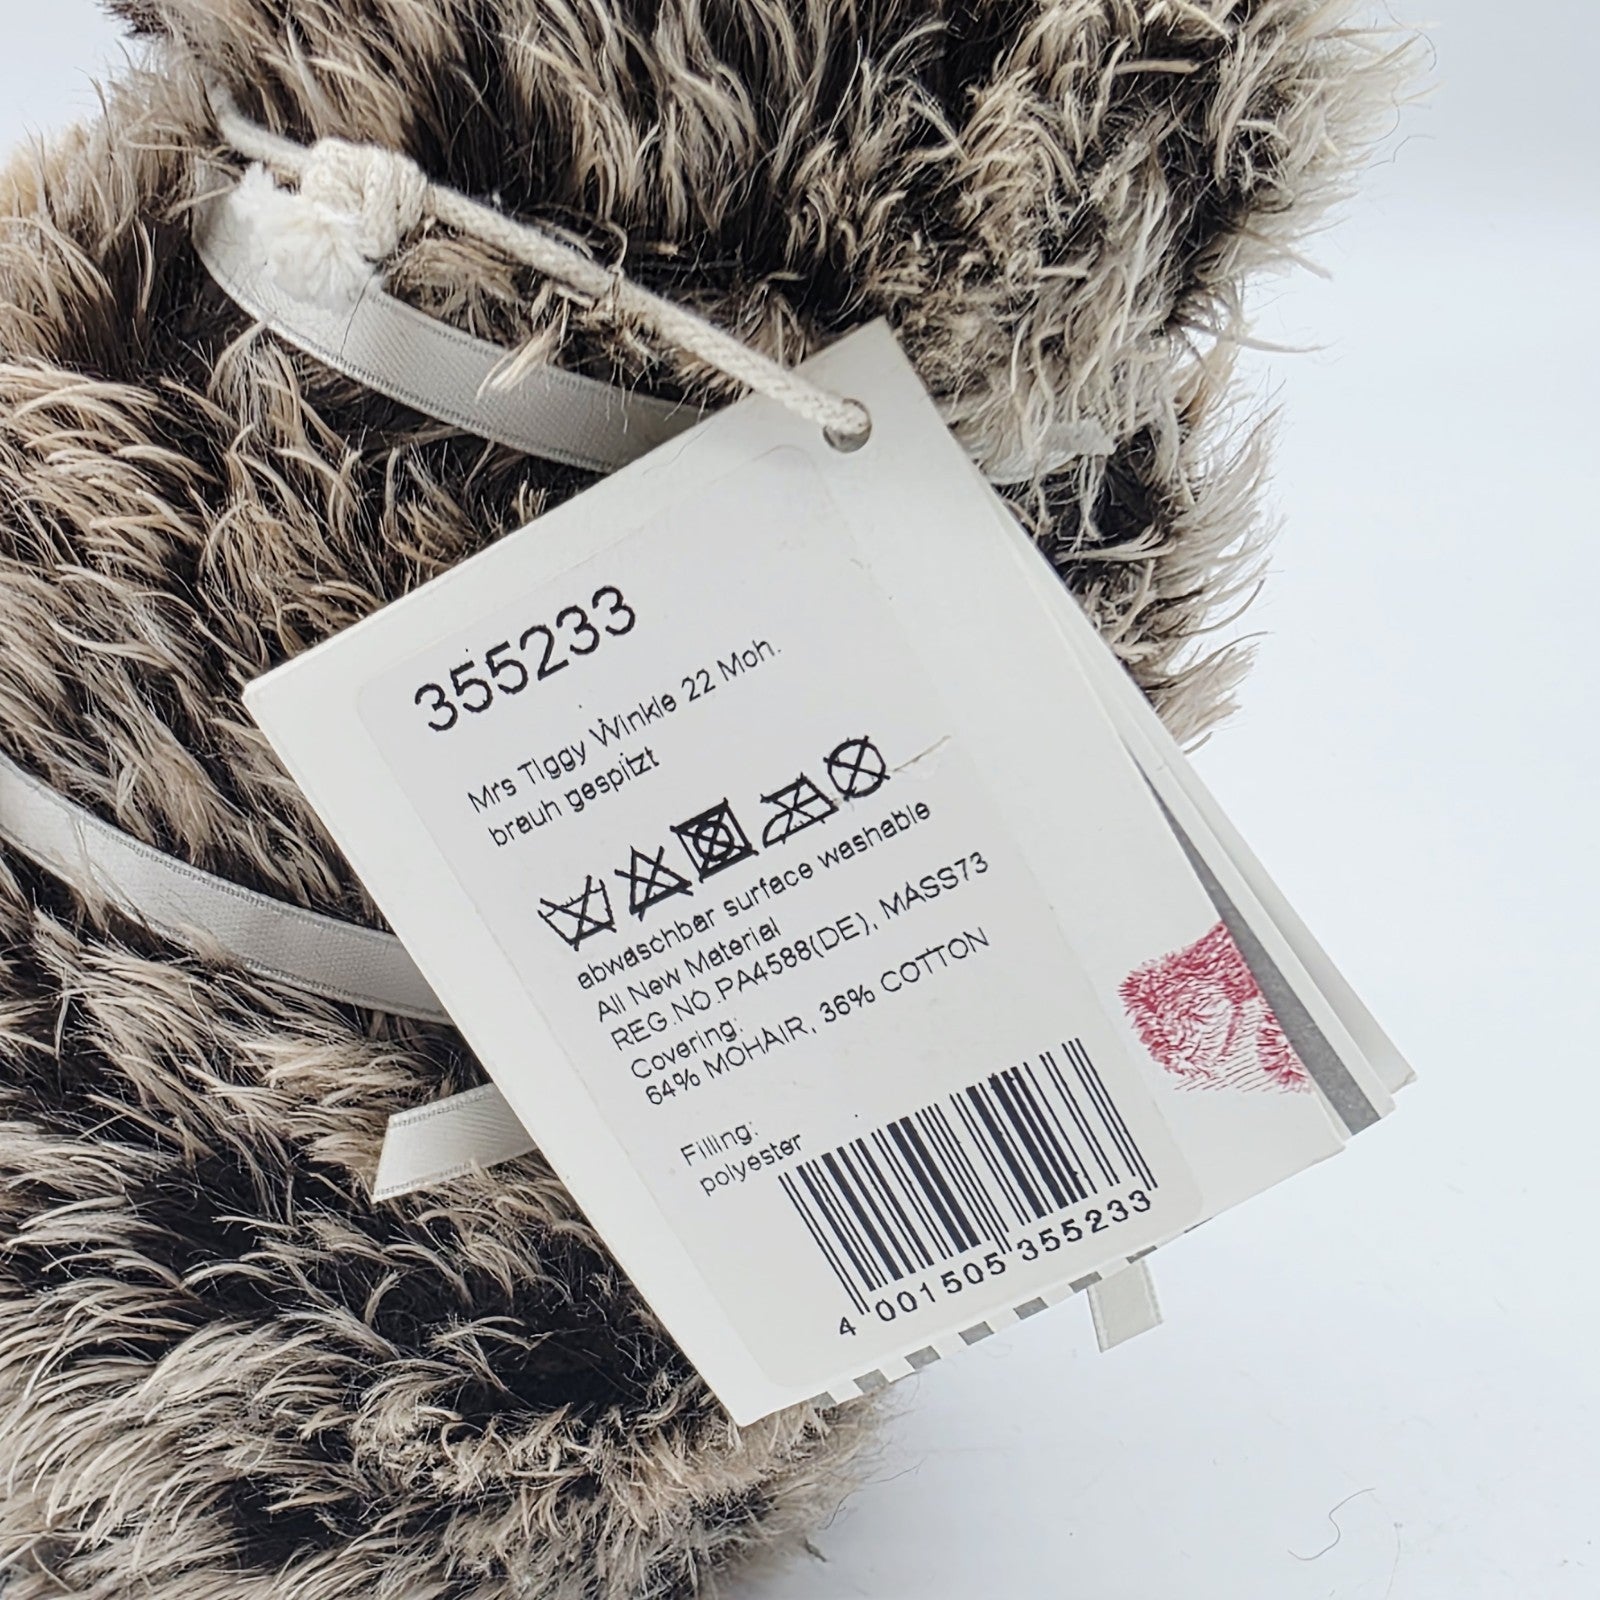 355233
Mrs Tiggy Winkle 22 Moh.
braun gespitzt
abwaschbar surface washable
All New Material
REG.NO.PA4588(DE), MASS73
Covering:
64% MOHAIR, 36% COTTON
Filling:
polyester
4 001505 355233